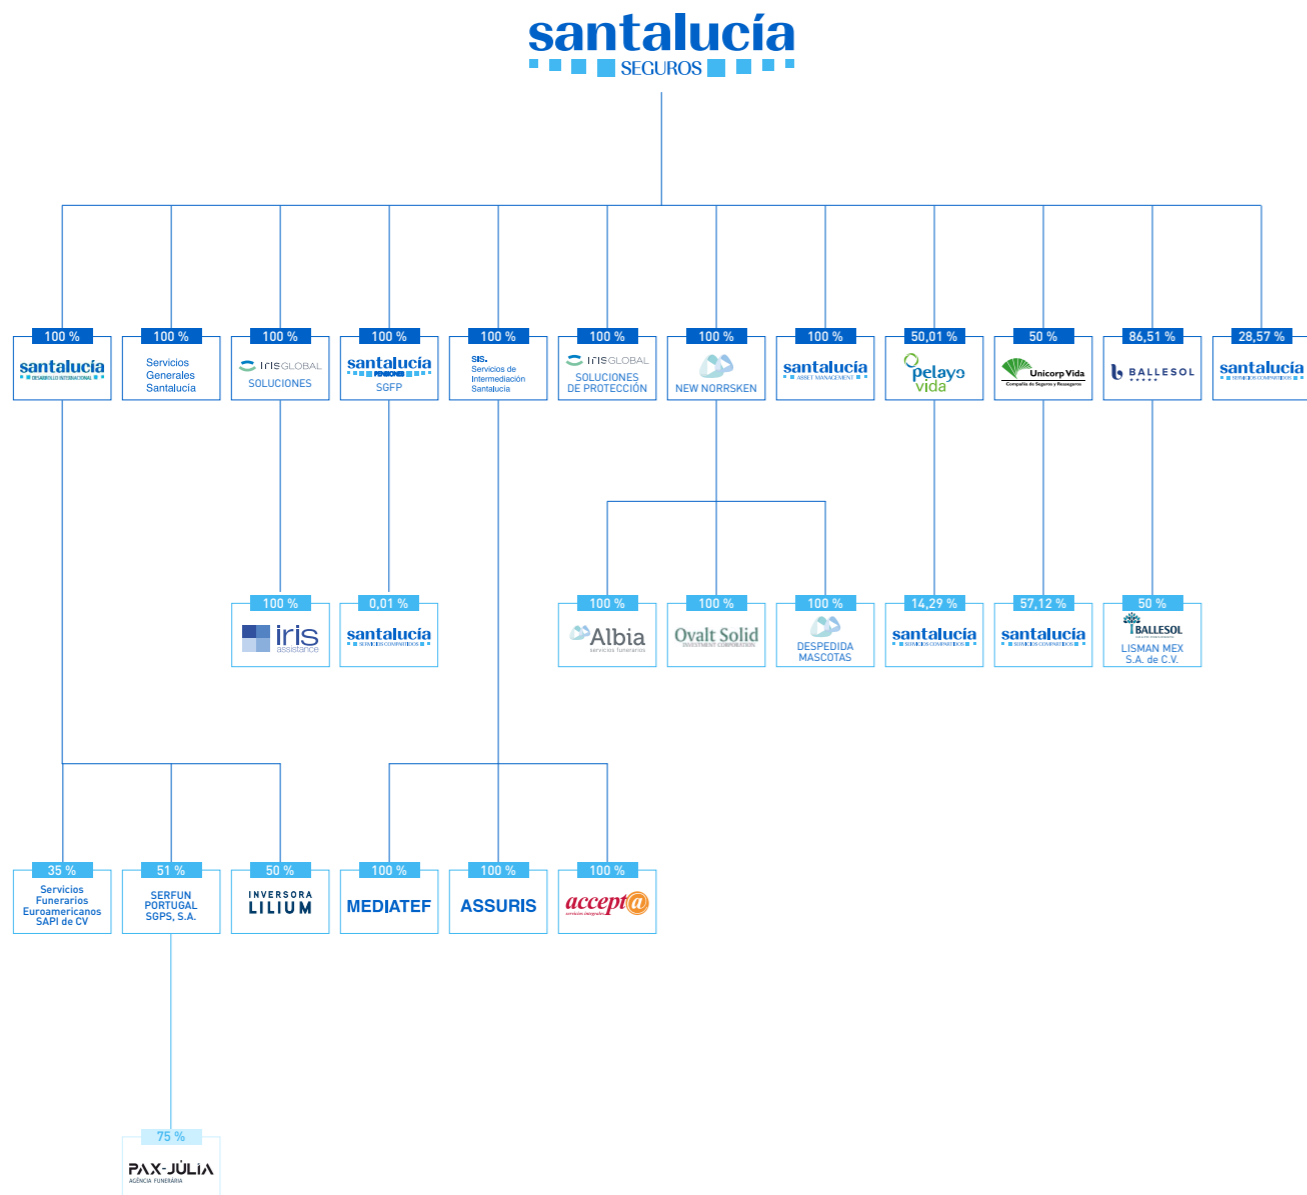 santalucía
SEGUROS
100 %
santalucía
DESARROLLO INTERNACIONAL
100 %
Servicios
Generales
Santalucía
100 %
IrISGLOBAL
SOLUCIONES
100 %
santalucía
PENSIONES
SGFP
100 %
SIS.
Servicios de
Intermediación
Santalucía
100 %
IrISGLOBAL
SOLUCIONES
DE PROTECCIÓN
100 %
NEW NORRSKEN
100 %
santalucía
ASSET MANAGEMENT
50,01 %
pelayo
vida
50 %
Unicorp Vida
Compañía de Seguros y Reaseguros
86,51 %
BALLESOL
28,57 %
santalucía
SERVICIOS COMPARTIDOS
100 %
iris
assistance
0,01 %
santalucía
SERVICIOS COMPARTIDOS
100 %
Albia
servicios funerarios
100 %
Ovalt Solid
INVESTMENT CORPORATION
100 %
DESPEDIDA
MASCOTAS
14,29 %
santalucía
SERVICIOS COMPARTIDOS
57,12 %
santalucía
SERVICIOS COMPARTIDOS
50 %
BALLESOL
LISMAN MEX
S.A. de C.V.
35 %
Servicios
Funerarios
Euroamericanos
SAPI de CV
51 %
SERFUN
PORTUGAL
SGPS, S.A.
50 %
INVERSORA
LILIUM
100 %
MEDIATEF
100 %
ASSURIS
100 %
accepta
servicios integrales
75 %
PAX-JÚLIA
AGÊNCIA FUNERÁRIA